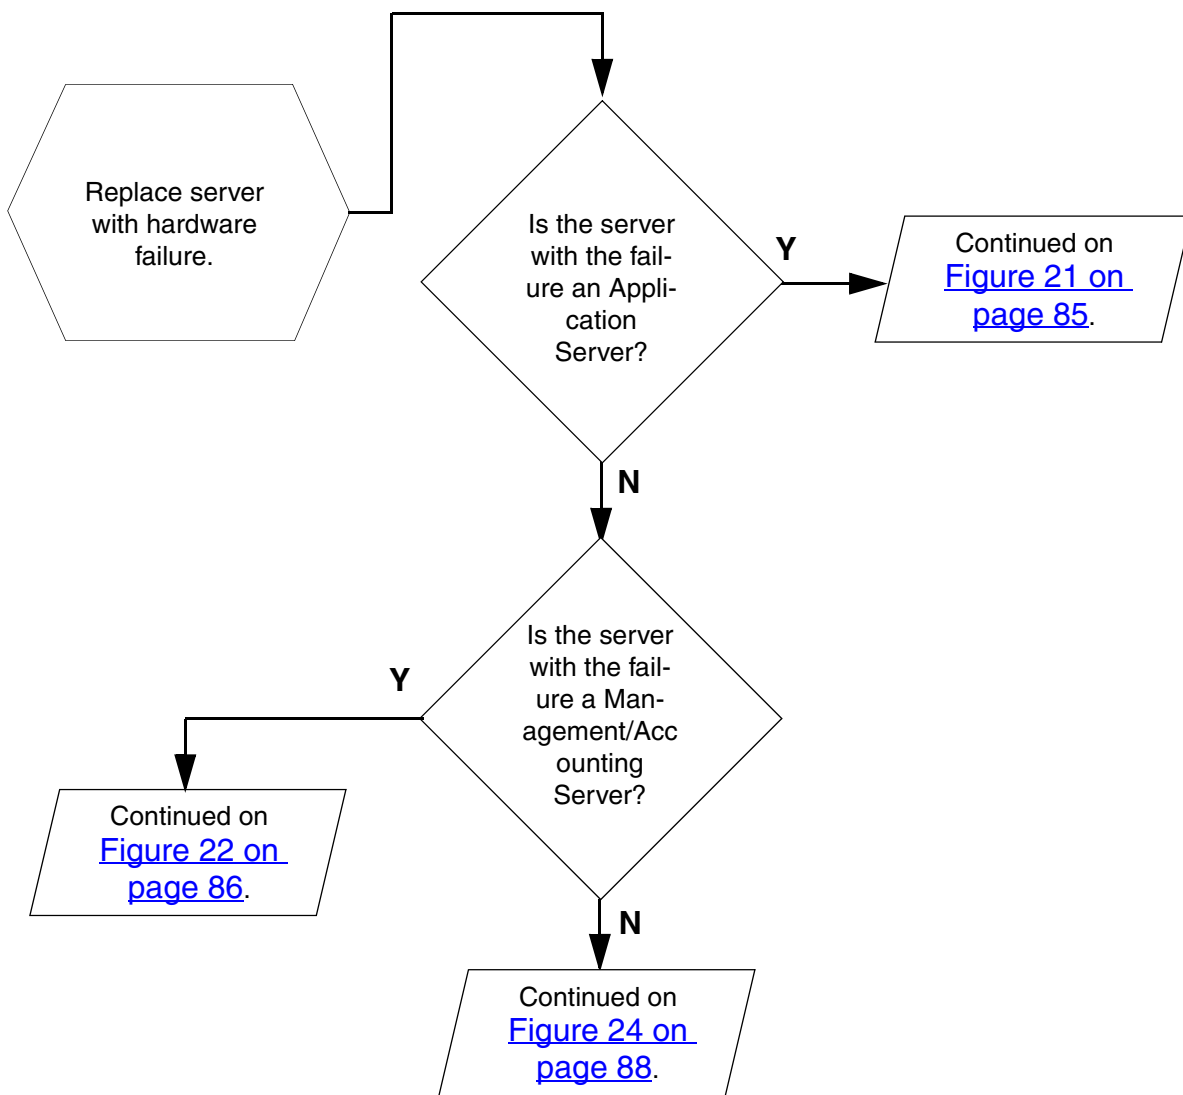 Replace server
with hardware
failure.
Is the server
with the fail-
ure an Appli-
cation
Server?
Y
Continued on
Figure 21 on
page 85.
N
Is the server
with the fail-
ure a Man-
agement/Acc
ounting
Server?
Y
Continued on
Figure 22 on
page 86.
N
Continued on
Figure 24 on
page 88.